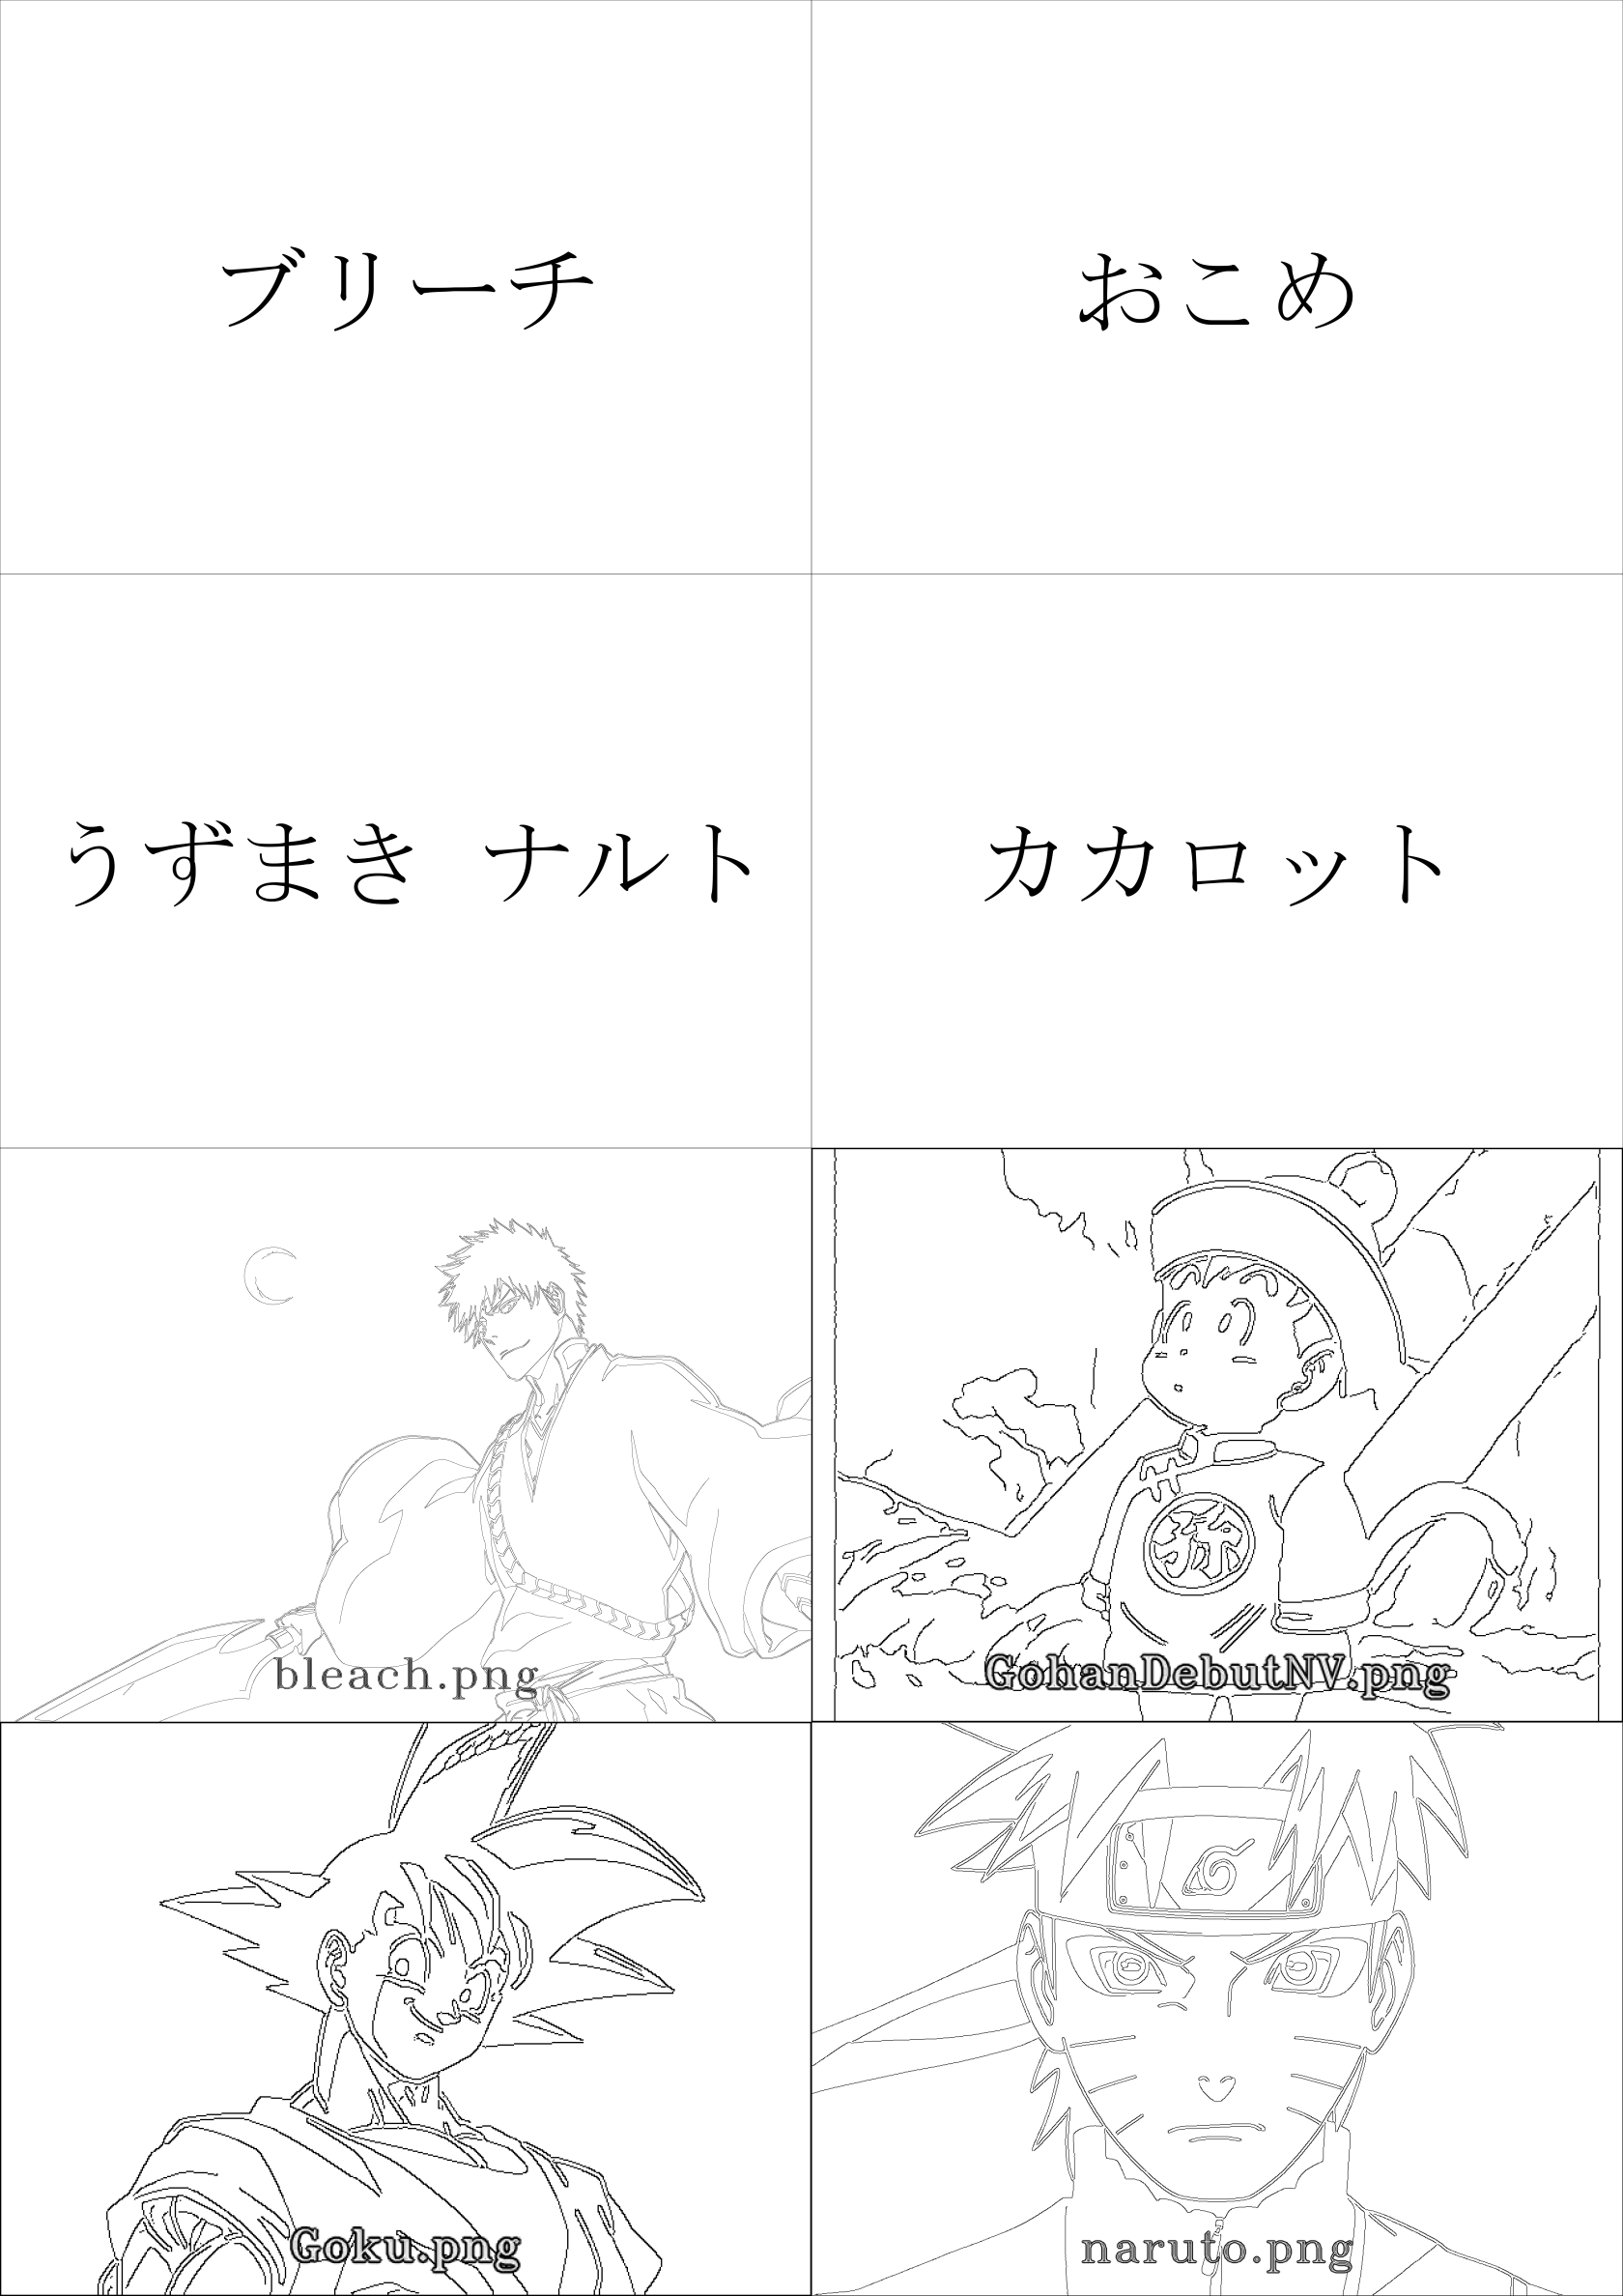 ブリーチ
おこめ
うずまき ナルト
カカロット
bleach.png
孫
GohanDebutNV.png
Goku.png
naruto.png